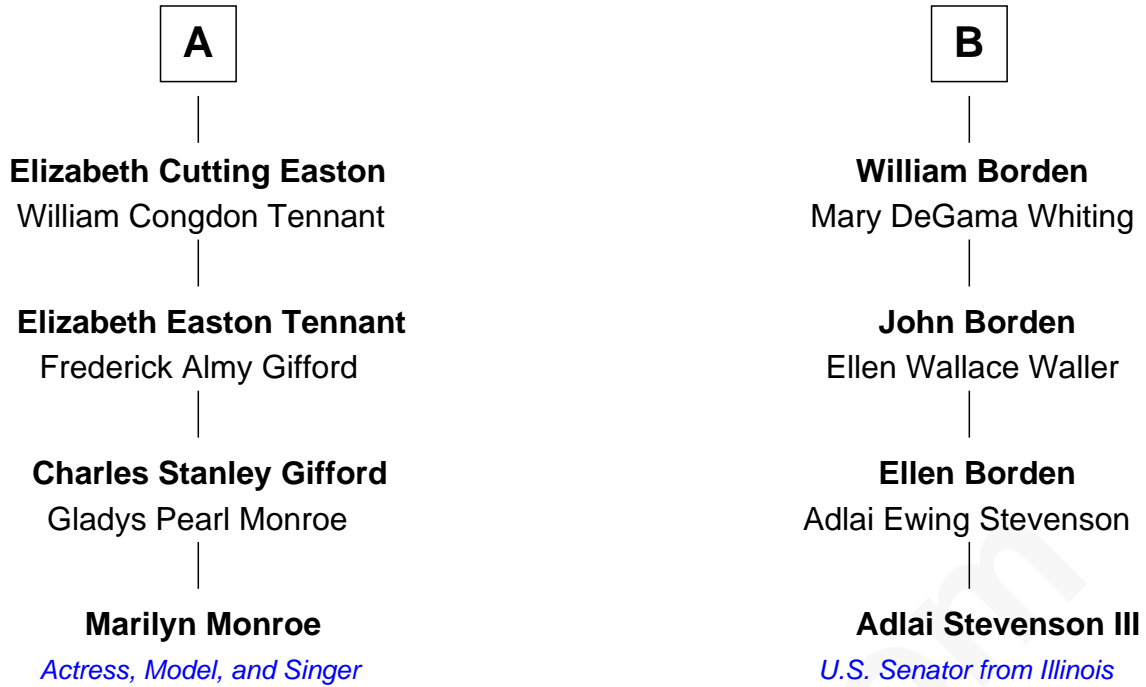 A
Elizabeth Cutting Easton
William Congdon Tennant
Elizabeth Easton Tennant
Frederick Almy Gifford
Charles Stanley Gifford
Gladys Pearl Monroe
Marilyn Monroe
Actress, Model, and Singer
B
William Borden
Mary DeGama Whiting
John Borden
Ellen Wallace Waller
Ellen Borden
Adlai Ewing Stevenson
Adlai Stevenson III
U.S. Senator from Illinois